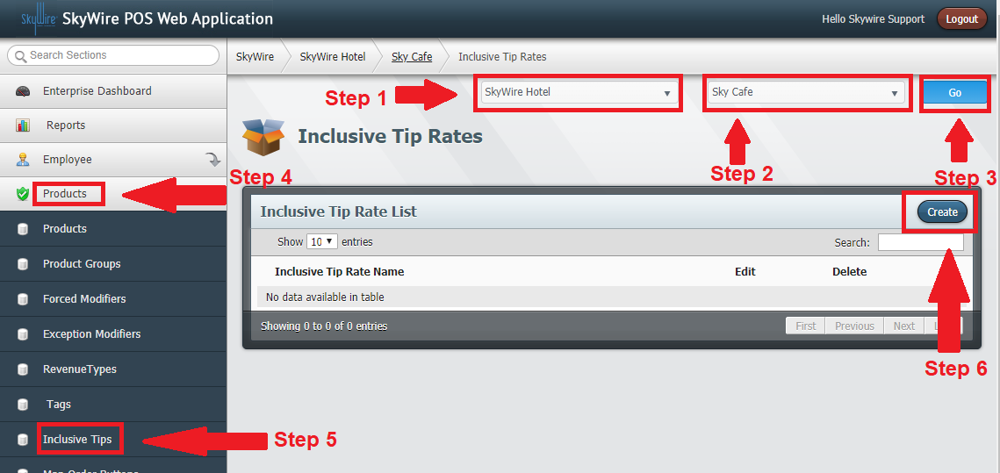 SkyWire SkyWire POS Web Application
Hello Skywire Support
Logout
Search Sections
SkyWire
SkyWire Hotel
Sky Cafe
Inclusive Tip Rates
Enterprise Dashboard
Reports
Employee
Products
Products
Product Groups
Forced Modifiers
Exception Modifiers
RevenueTypes
Tags
Inclusive Tips
Step 1
SkyWire Hotel
Sky Cafe
Go
Inclusive Tip Rates
Step 2
Step 3
Step 4
Inclusive Tip Rate List
Create
Show 10 entries
Search:
Inclusive Tip Rate Name
Edit
Delete
No data available in table
Showing 0 to 0 of 0 entries
First
Previous
Next
Step 6
Step 5